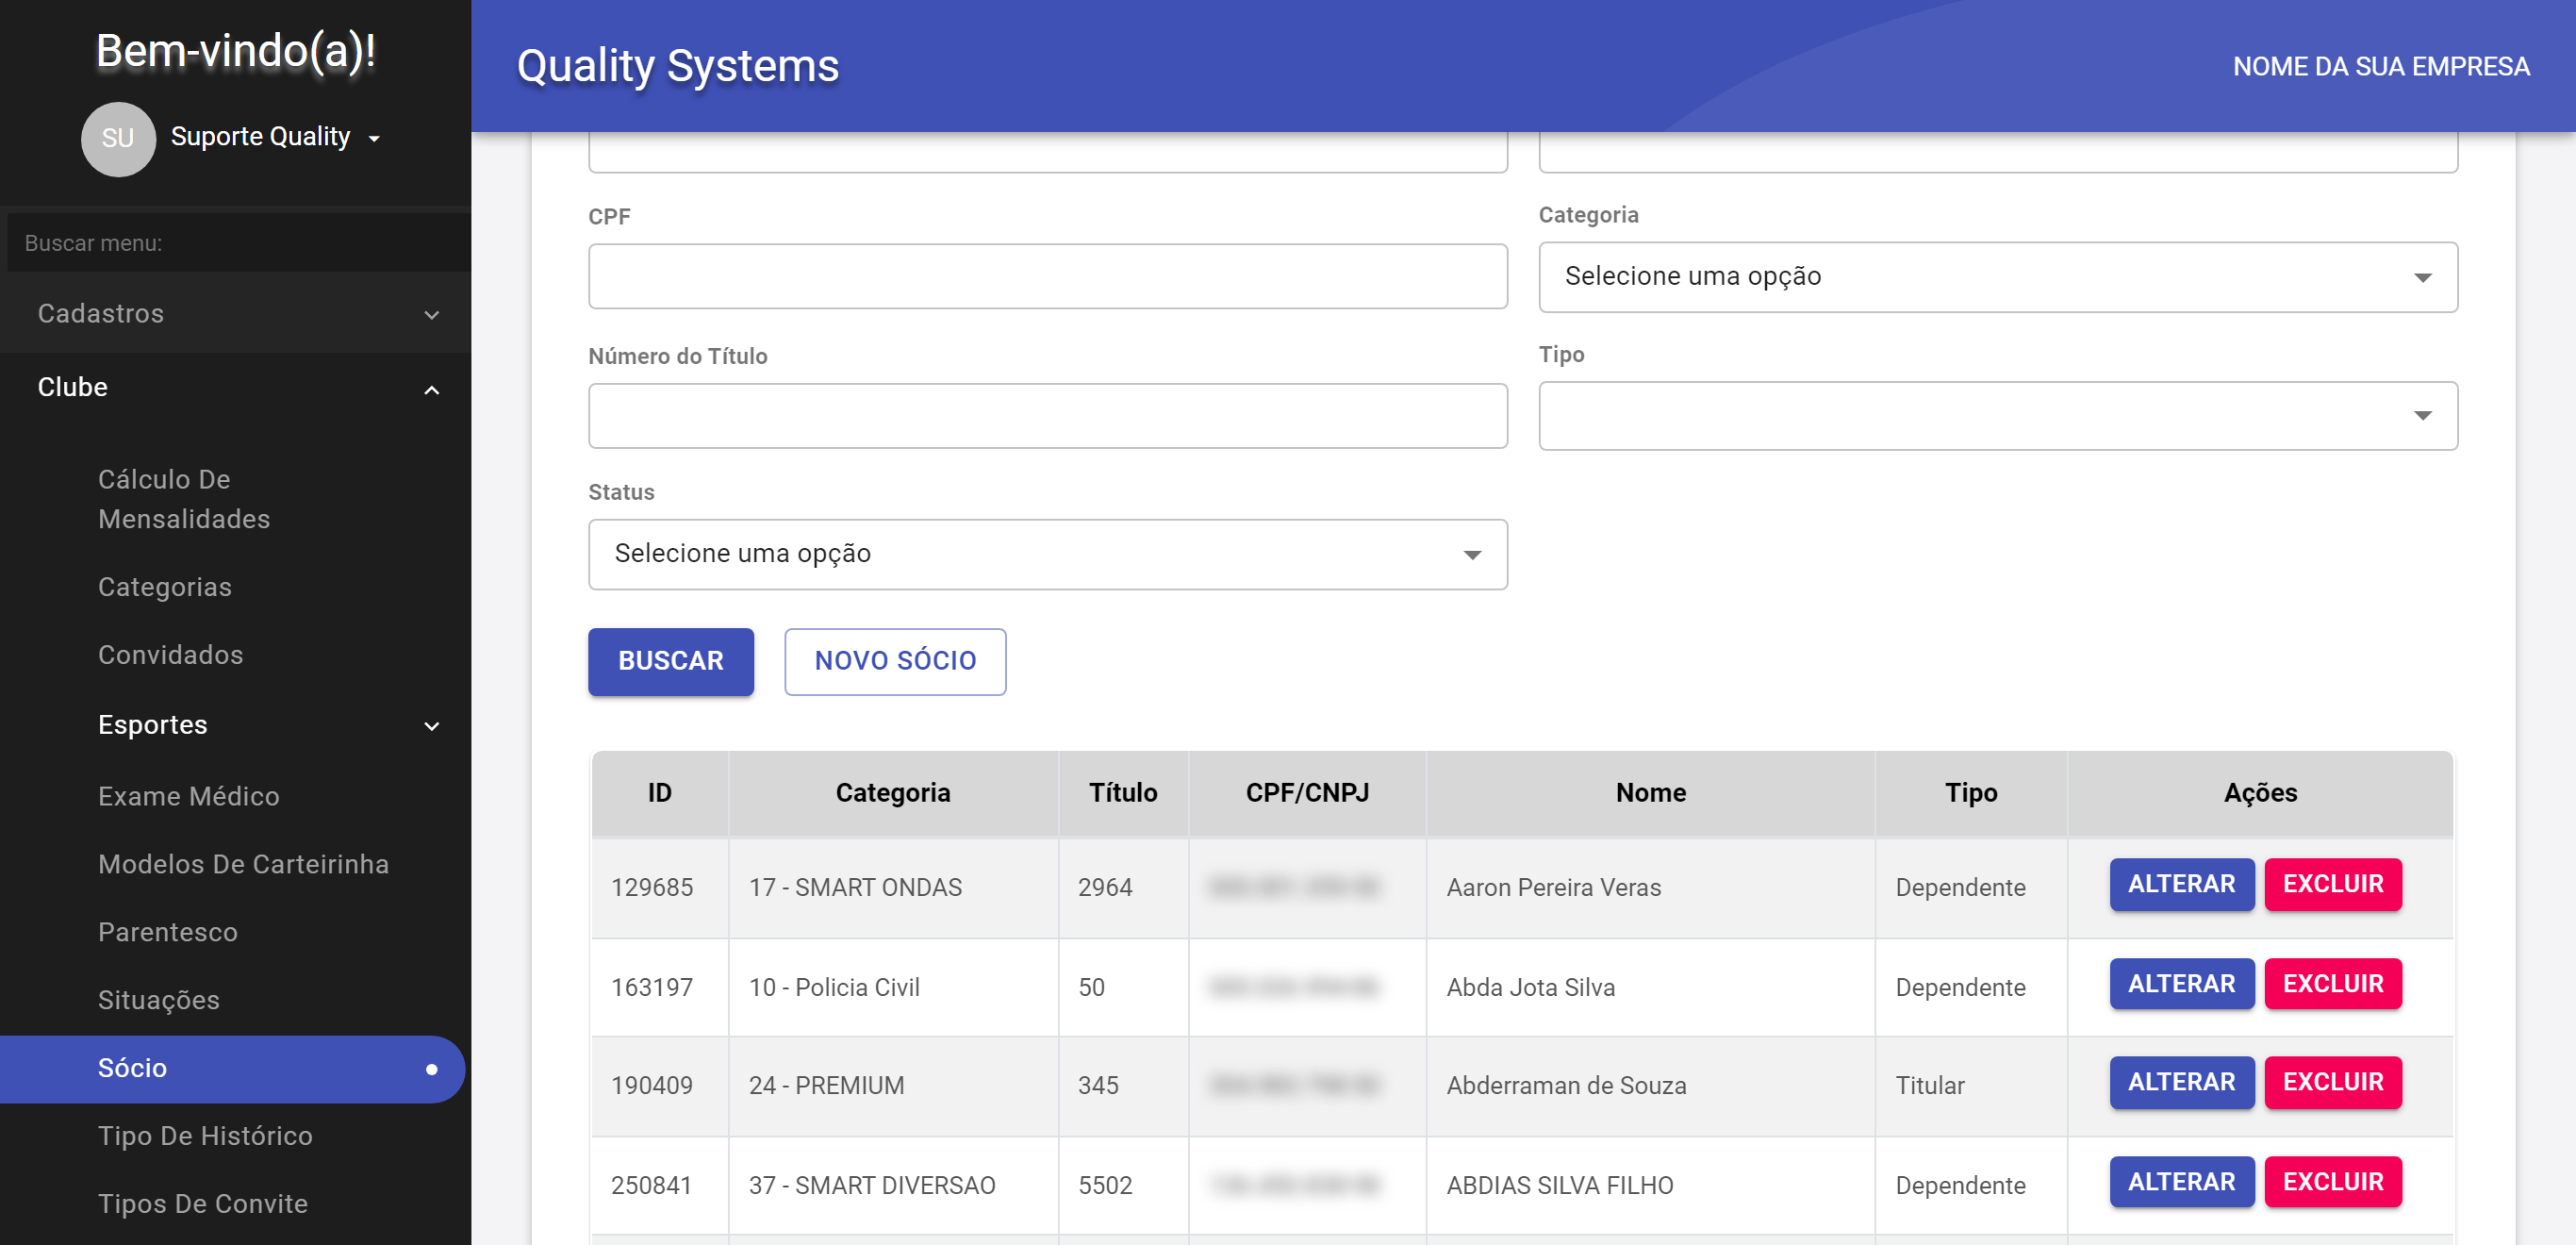 Bem-vindo(a)!
SU
Suporte Quality
Buscar menu:
Cadastros
Clube
Cálculo De
Mensalidades
Categorias
Convidados
Esportes
Exame Médico
Modelos De Carteirinha
Parentesco
Situações
Sócio
Tipo De Histórico
Tipos De Convite
Quality Systems
NOME DA SUA EMPRESA
CPF
Categoria
Selecione uma opção
Número do Título
Tipo
Status
Selecione uma opção
BUSCAR NOVO SÓCIO
ID Categoria Título CPF/CNPJ Nome Tipo Ações
129685 17 - SMART ONDAS 2964 Aaron Pereira Veras Dependente ALTERAR EXCLUIR
163197 10 - Policia Civil 50 Abda Jota Silva Dependente ALTERAR EXCLUIR
190409 24 - PREMIUM 345 Abderraman de Souza Titular ALTERAR EXCLUIR
250841 37 - SMART DIVERSAO 5502 ABDIAS SILVA FILHO Dependente ALTERAR EXCLUIR